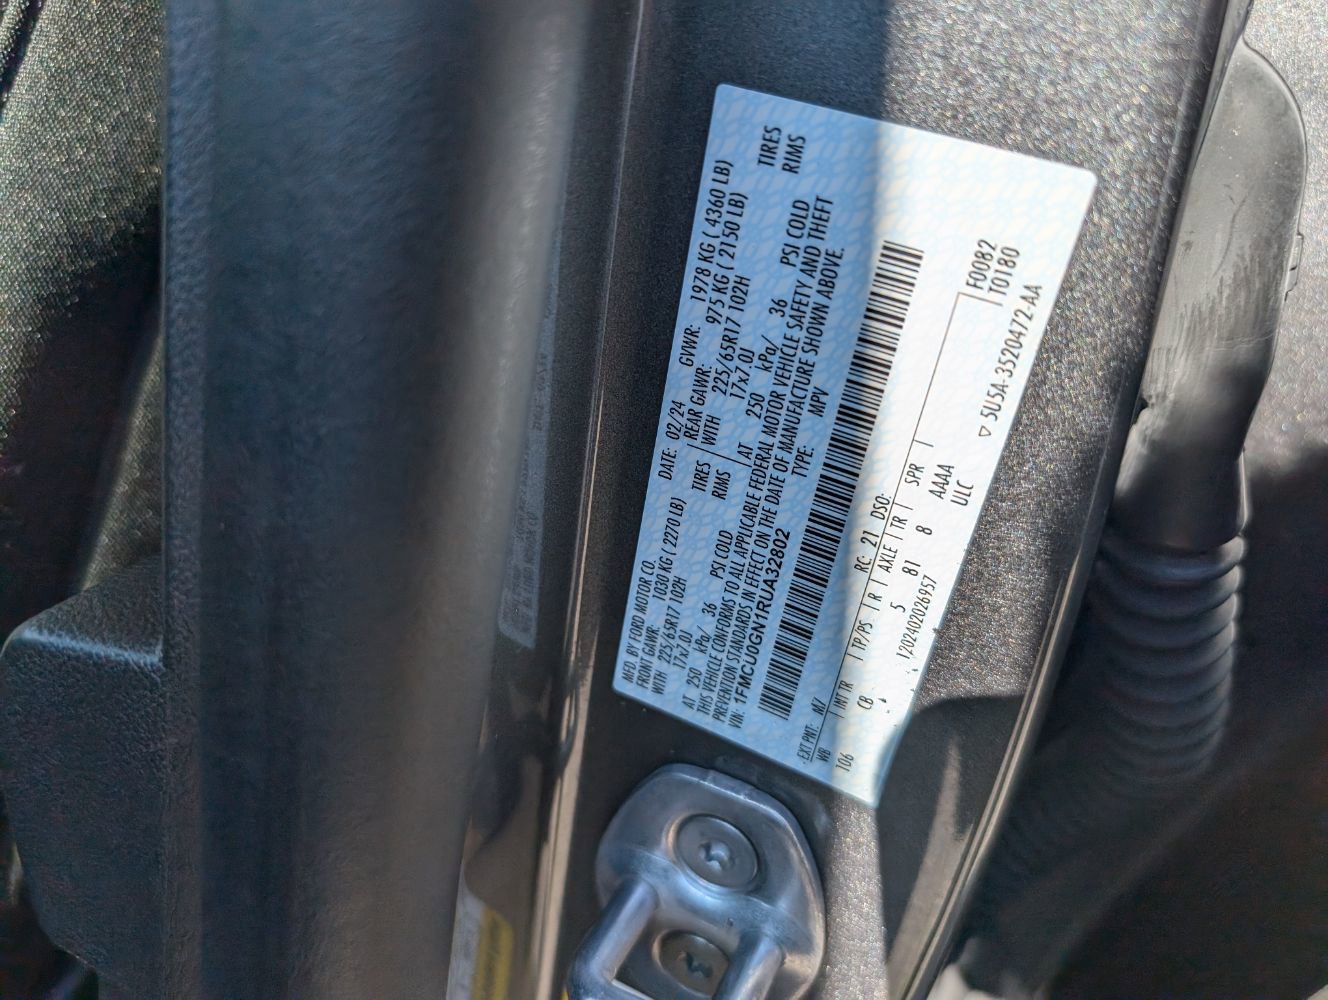 MFD. BY FORD MOTOR CO. DATE: 02/24 GVWR: 1978 KG ( 4360 LB)
FRONT GAWR: 1030 KG ( 2270 LB) REAR GAWR: 975 KG ( 2150 LB)
WITH 225/65R17 102H TIRES WITH 225/65R17 102H TIRES
17x7.0J RIMS 17x7.0J RIMS
AT 250 kPa/ 36 PSI COLD AT 250 kPa/ 36 PSI COLD
THIS VEHICLE CONFORMS TO ALL APPLICABLE FEDERAL MOTOR VEHICLE SAFETY AND THEFT
PREVENTION STANDARDS IN EFFECT ON THE DATE OF MANUFACTURE SHOWN ABOVE.
VIN: 1FMCU0GN1RUA32802 TYPE: MPV
EXT PNT: M7 RC: 21 DSO: F0082
WB INT TR TP/PS R AXLE TR SPR T0180
106 CB 5 81 8 AAAA
1202402026957 ULC
▽ 5U5A-3520472-AA